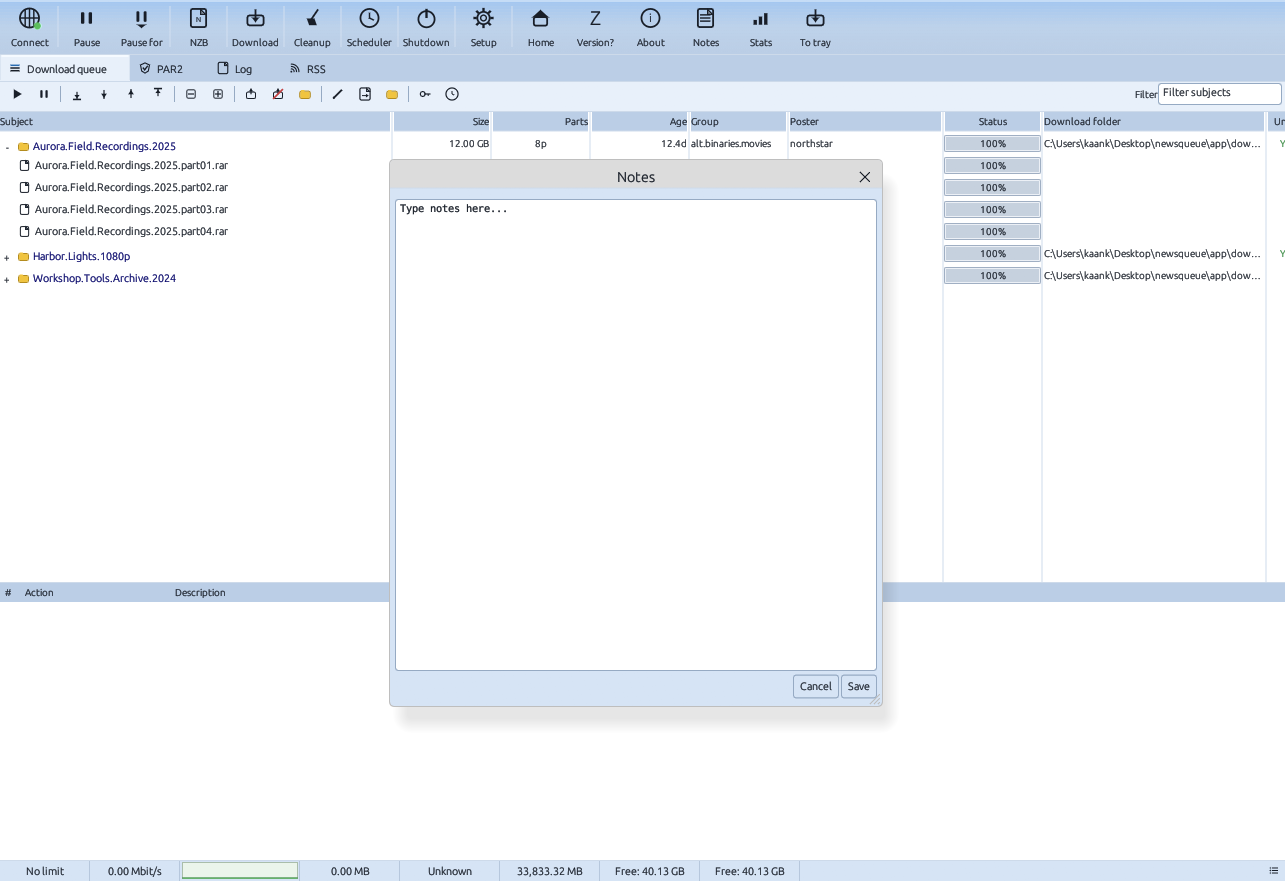 Connect Pause Pause for NZB Download Cleanup Scheduler Shutdown Setup Home Version? About Notes Stats To tray
Download queue PAR2 Log RSS
Filter Filter subjects
Subject Size Parts Age Group Poster Status Download folder Un
- Aurora.Field.Recordings.2025 12.00 GB 8p 12.4d alt.binaries.movies northstar 100% C:\Users\kaank\Desktop\newsqueue\app\dow... Y
Aurora.Field.Recordings.2025.part01.rar 100%
Aurora.Field.Recordings.2025.part02.rar 100%
Aurora.Field.Recordings.2025.part03.rar 100%
Aurora.Field.Recordings.2025.part04.rar 100%
+ Harbor.Lights.1080p 100% C:\Users\kaank\Desktop\newsqueue\app\dow... Y
+ Workshop.Tools.Archive.2024 100% C:\Users\kaank\Desktop\newsqueue\app\dow...
Notes
Type notes here...
Cancel Save
# Action Description
No limit 0.00 Mbit/s 0.00 MB Unknown 33,833.32 MB Free: 40.13 GB Free: 40.13 GB